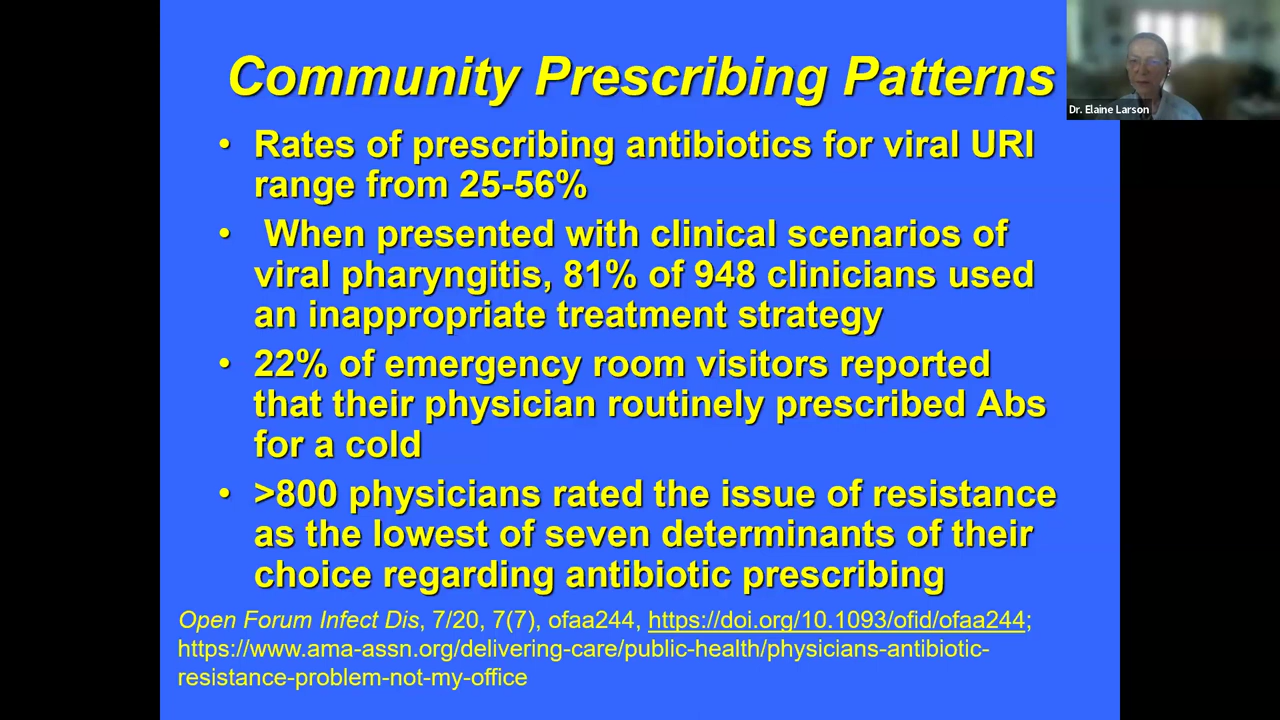 Community Prescribing Patterns
Dr. Elaine Larson
• Rates of prescribing antibiotics for viral URI
range from 25-56%
• When presented with clinical scenarios of
viral pharyngitis, 81% of 948 clinicians used
an inappropriate treatment strategy
• 22% of emergency room visitors reported
that their physician routinely prescribed Abs
for a cold
• >800 physicians rated the issue of resistance
as the lowest of seven determinants of their
choice regarding antibiotic prescribing
Open Forum Infect Dis, 7/20, 7(7), ofaa244, https://doi.org/10.1093/ofid/ofaa244;
https://www.ama-assn.org/delivering-care/public-health/physicians-antibiotic-
resistance-problem-not-my-office